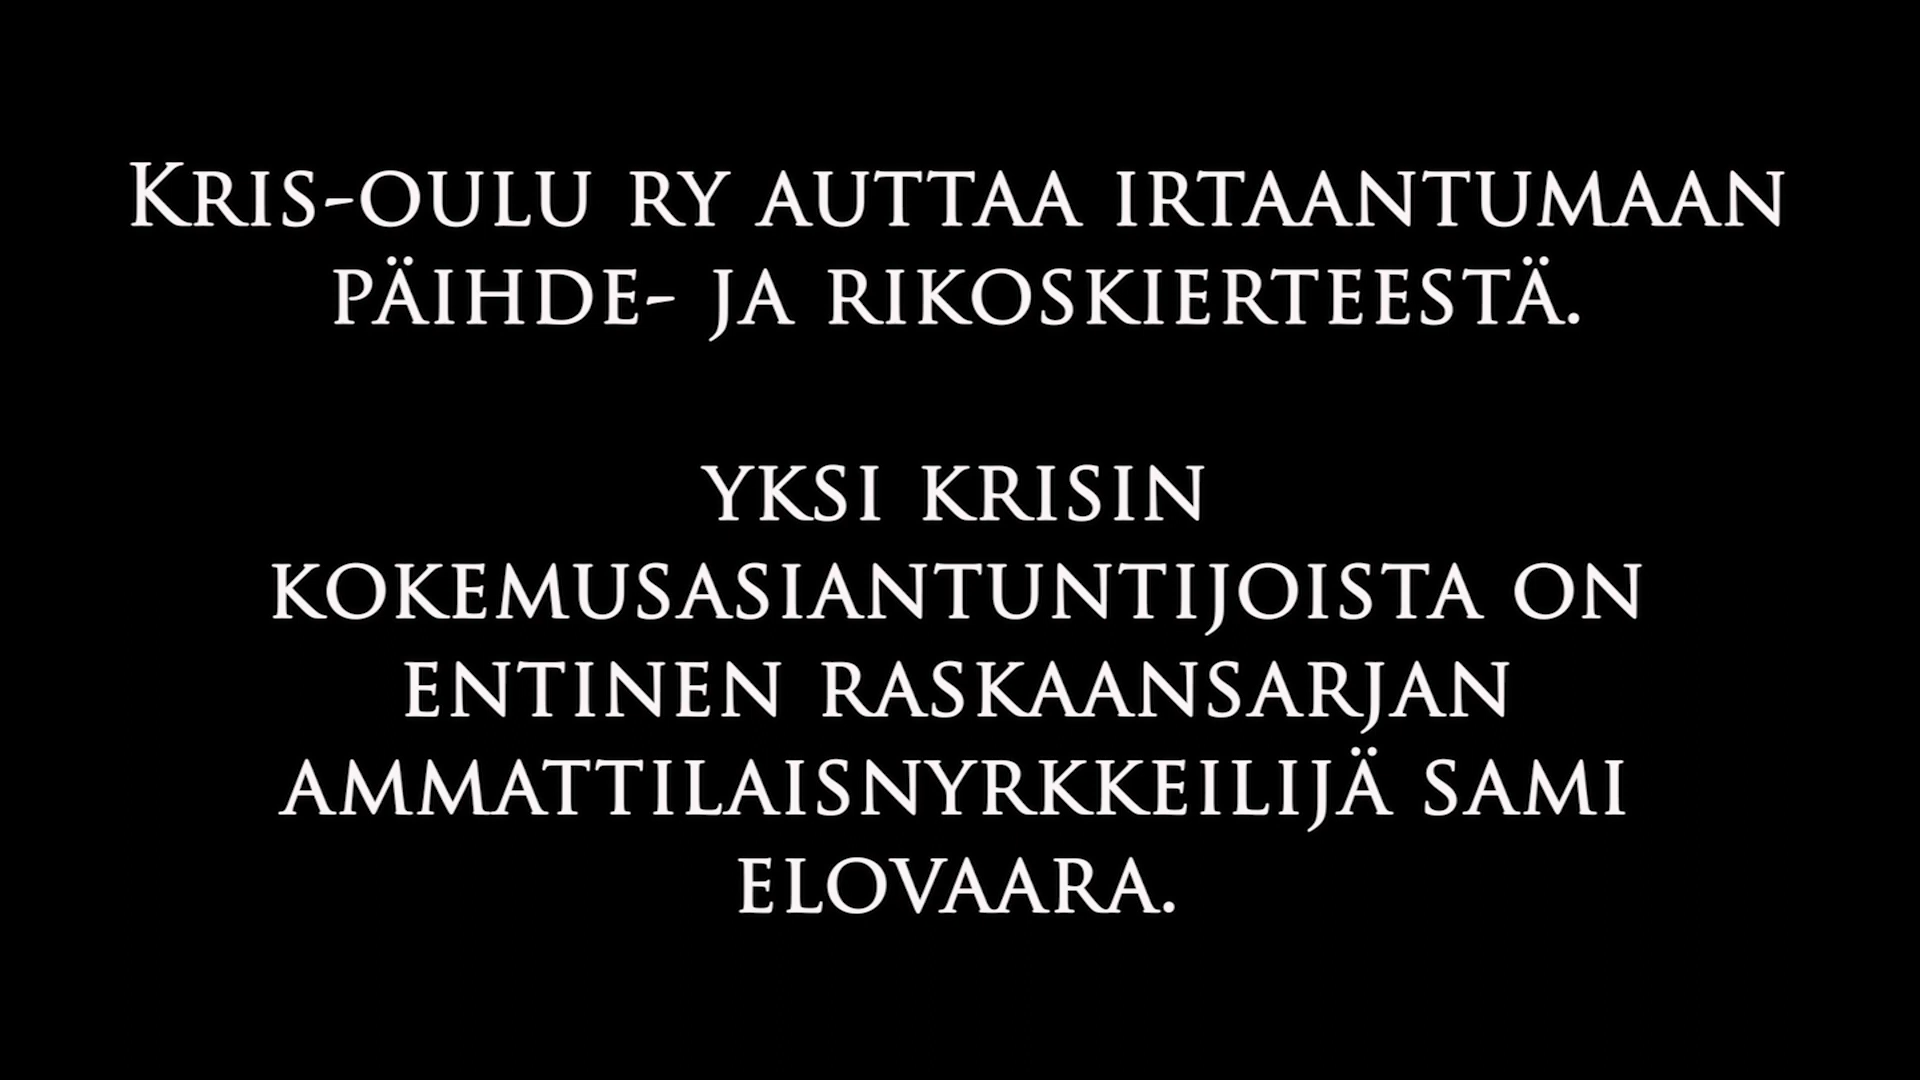 Kris-oulu ry auttaa irtaantumaan
päihde- ja rikoskierteestä.
yksi krisin
kokemusasiantuntijoista on
entinen raskaansarjan
ammattilaisnyrkkeilijä sami
elovaara.